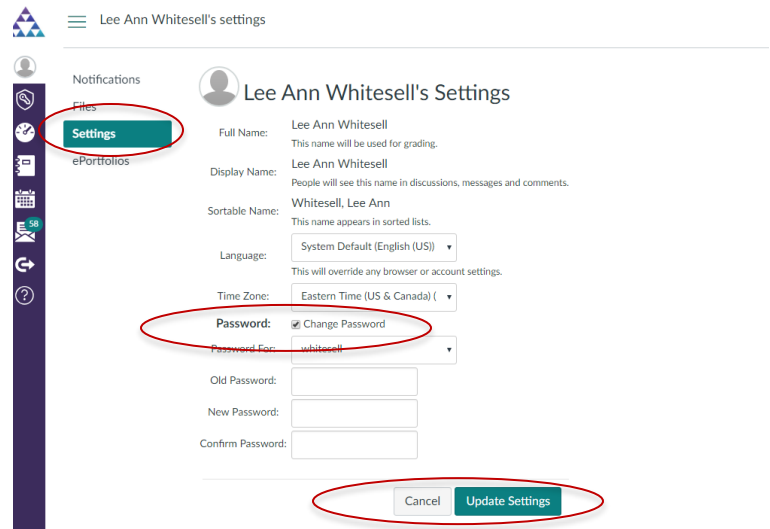 Lee Ann Whitesell's settings
Notifications
Files
Settings
ePortfolios
58
Lee Ann Whitesell's Settings
Full Name: Lee Ann Whitesell
This name will be used for grading.
Display Name: Lee Ann Whitesell
People will see this name in discussions, messages and comments.
Sortable Name: Whitesell, Lee Ann
This name appears in sorted lists.
Language: System Default (English (US))
This will override any browser or account settings.
Time Zone: Eastern Time (US & Canada) (
Password: Change Password
Password For: whitesell
Old Password:
New Password:
Confirm Password:
Cancel Update Settings